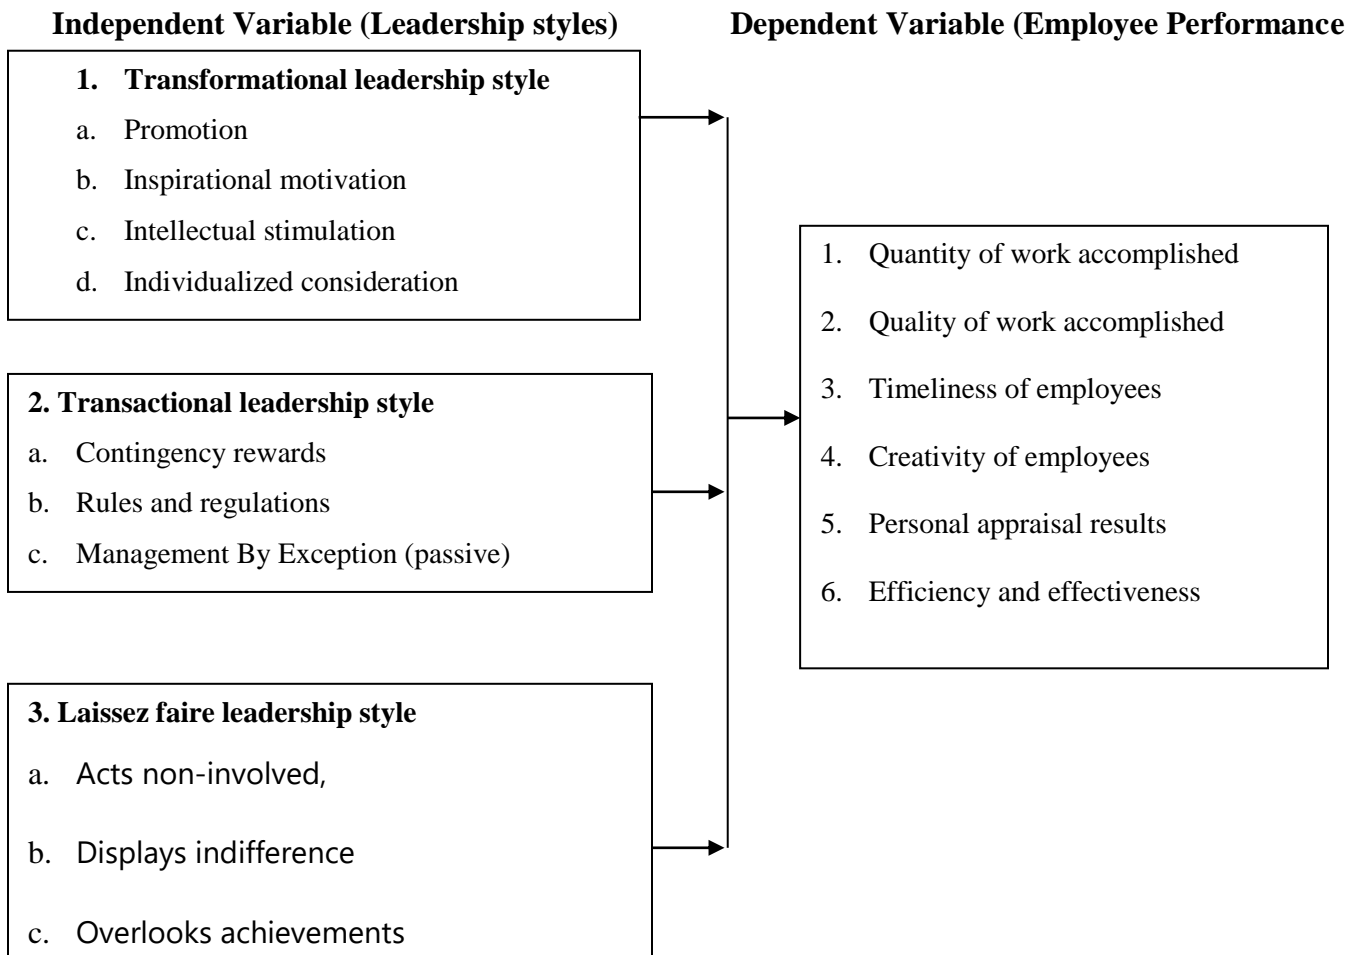 Independent Variable (Leadership styles)
Dependent Variable (Employee Performance
1. Transformational leadership style
a. Promotion
b. Inspirational motivation
c. Intellectual stimulation
d. Individualized consideration
2. Transactional leadership style
a. Contingency rewards
b. Rules and regulations
c. Management By Exception (passive)
3. Laissez faire leadership style
a. Acts non-involved,
b. Displays indifference
c. Overlooks achievements
1. Quantity of work accomplished
2. Quality of work accomplished
3. Timeliness of employees
4. Creativity of employees
5. Personal appraisal results
6. Efficiency and effectiveness